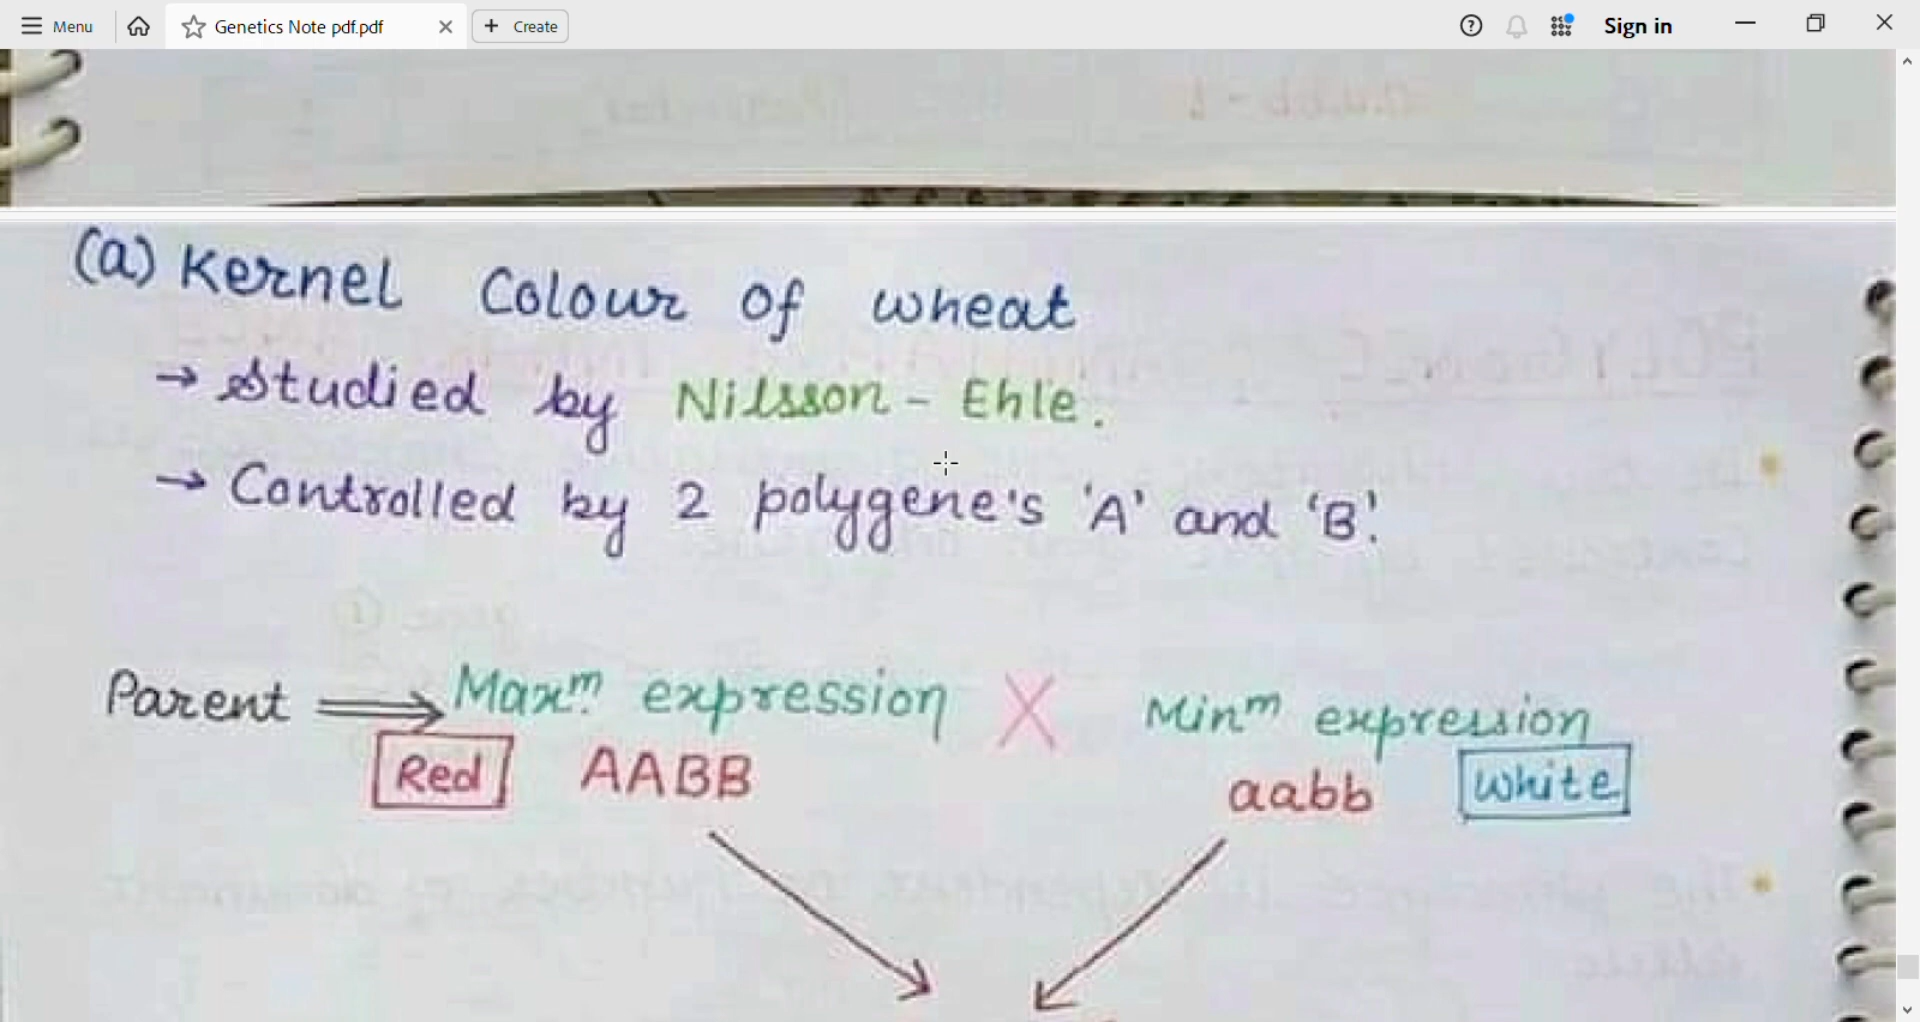 Menu
Genetics Note pdf.pdf
Create
Sign in
(a) Kernel Colour of wheat
→ Studied by Nilsson - Ehle.
→ Controlled by 2 polygene's 'A' and 'B'.
Parent ⟹ Maxm. expression X Minm expression
Red AABB aabb White